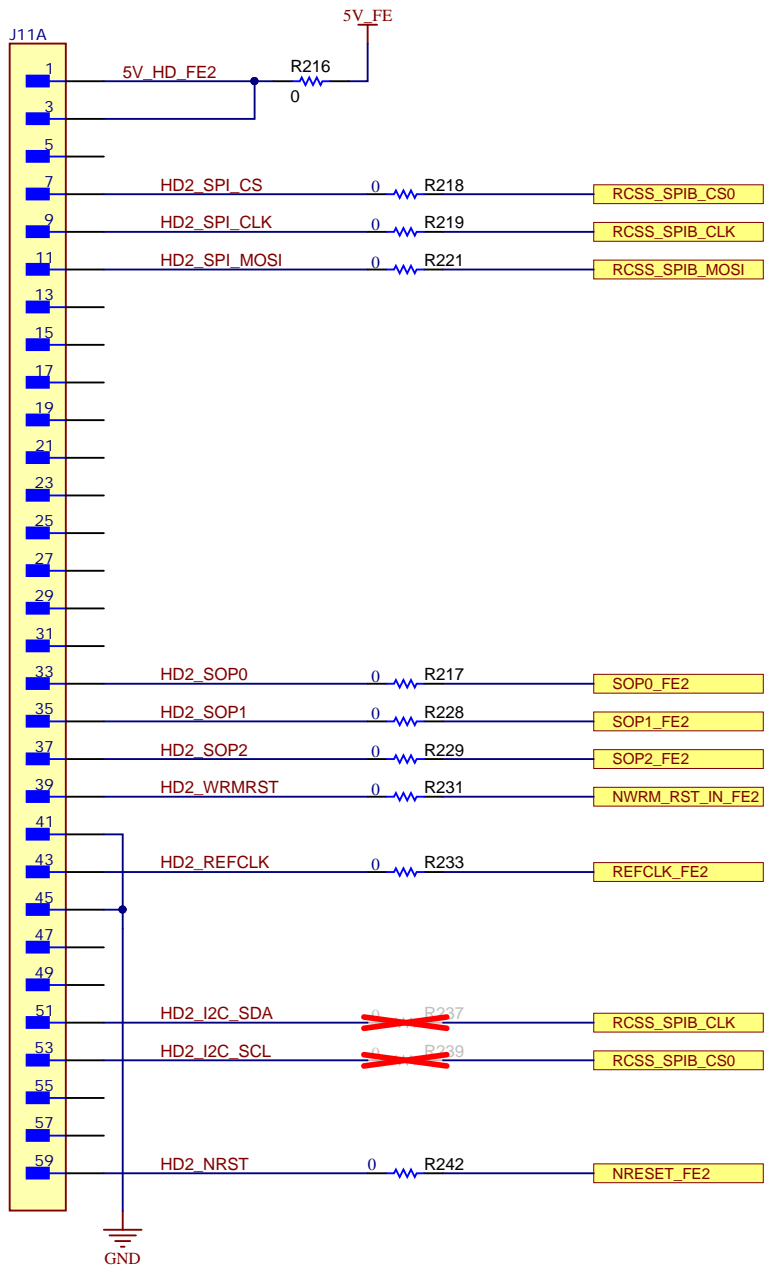 5V_FE
J11A
1 5V_HD_FE2 R216
0
3
5
7 HD2_SPI_CS 0 R218 RCSS_SPIB_CS0
9 HD2_SPI_CLK 0 R219 RCSS_SPIB_CLK
11 HD2_SPI_MOSI 0 R221 RCSS_SPIB_MOSI
13
15
17
19
21
23
25
27
29
31
33 HD2_SOP0 0 R217 SOP0_FE2
35 HD2_SOP1 0 R228 SOP1_FE2
37 HD2_SOP2 0 R229 SOP2_FE2
39 HD2_WRMRST 0 R231 NWRM_RST_IN_FE2
41
43 HD2_REFCLK 0 R233 REFCLK_FE2
45
47
49
51 HD2_I2C_SDA 0 R237 RCSS_SPIB_CLK
53 HD2_I2C_SCL 0 R239 RCSS_SPIB_CS0
55
57
59 HD2_NRST 0 R242 NRESET_FE2
GND